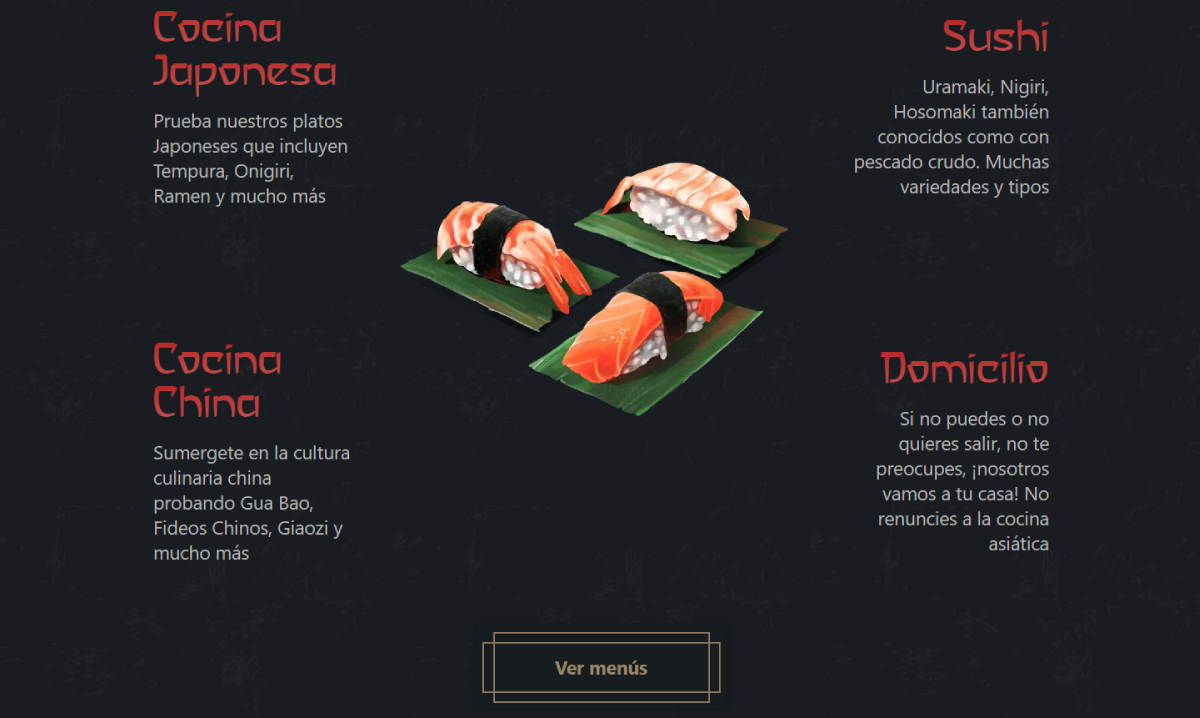 Cocina
Japonesa
Prueba nuestros platos
Japoneses que incluyen
Tempura, Onigiri,
Ramen y mucho más
Sushi
Uramaki, Nigiri,
Hosomaki también
conocidos como con
pescado crudo. Muchas
variedades y tipos
Cocina
China
Sumergete en la cultura
culinaria china
probando Gua Bao,
Fideos Chinos, Giaozi y
mucho más
Domicilio
Si no puedes o no
quieres salir, no te
preocupes, ¡nosotros
vamos a tu casa! No
renuncies a la cocina
asiática
Ver menús